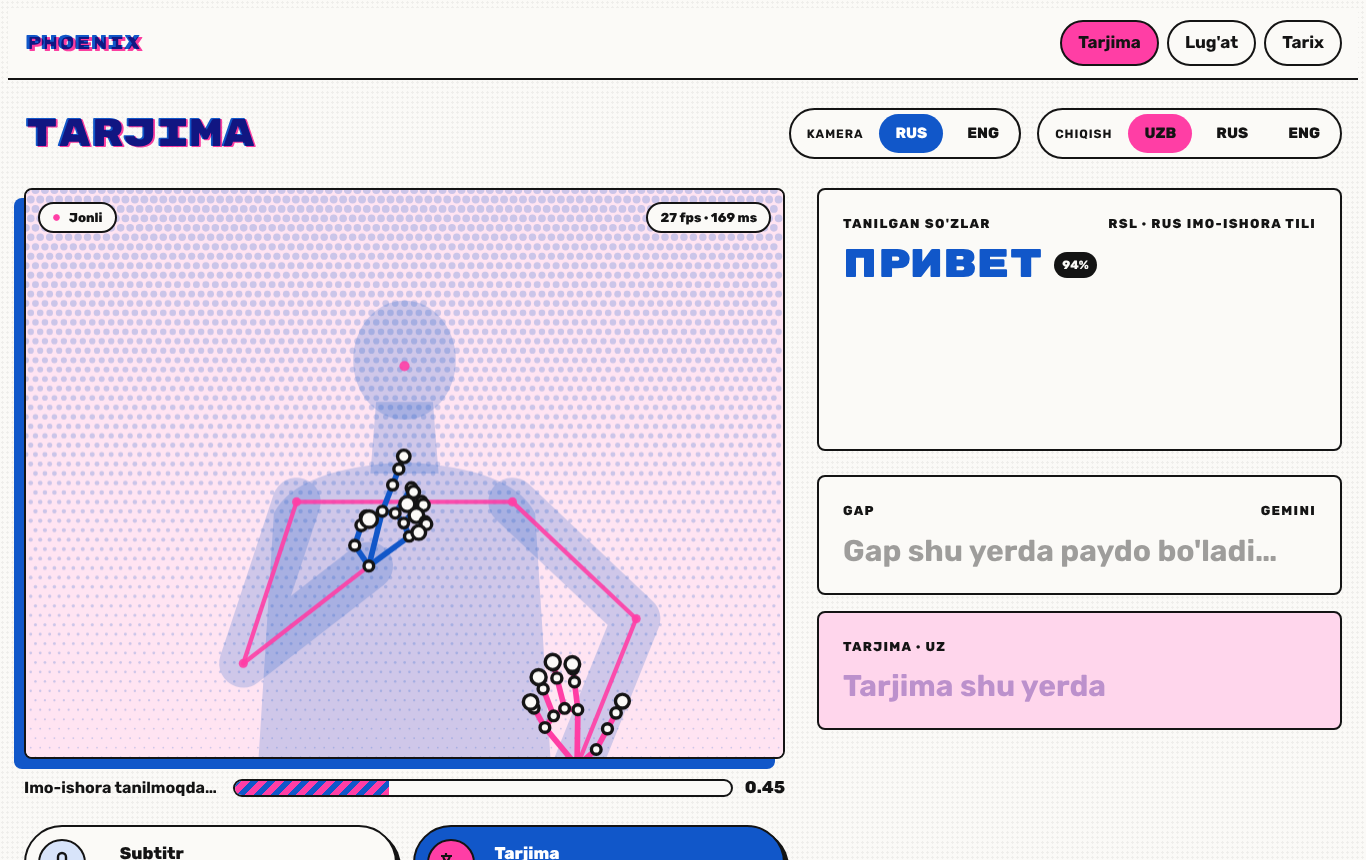 PHOENIX
Tarjima
Lug'at
Tarix
TARJIMA
KAMERA RUS ENG
CHIQISH UZB RUS ENG
Jonli
27 fps · 169 ms
TANILGAN SO'ZLAR
RSL · RUS IMO-ISHORA TILI
ПРИВЕТ 94%
GAP
GEMINI
Gap shu yerda paydo bo'ladi...
TARJIMA · UZ
Tarjima shu yerda
Imo-ishora tanilmoqda... 0.45
Subtitr
Tarjima